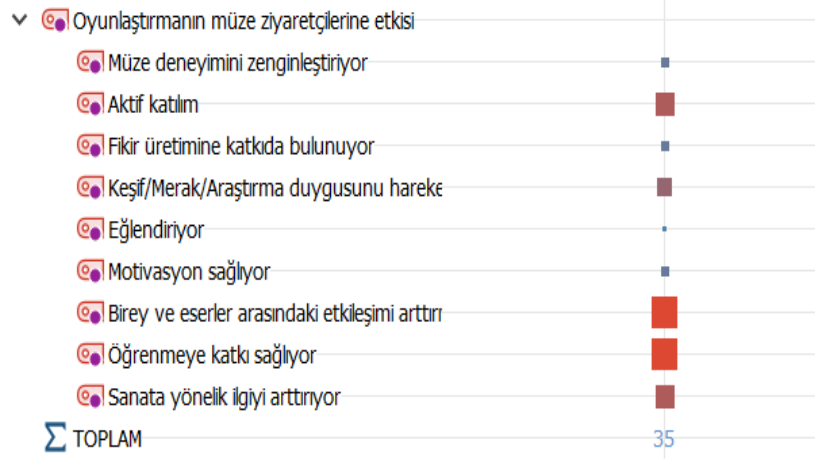 Oyunlaştırmanın müze ziyaretçilerine etkisi
Müze deneyimini zenginleştiriyor
Aktif katılım
Fikir üretimine katkıda bulunuyor
Keşif/Merak/Araştırma duygusunu hareke
Eğlendiriyor
Motivasyon sağlıyor
Birey ve eserler arasındaki etkileşimi arttırı
Öğrenmeye katkı sağlıyor
Sanata yönelik ilgiyi arttırıyor
Σ TOPLAM 35